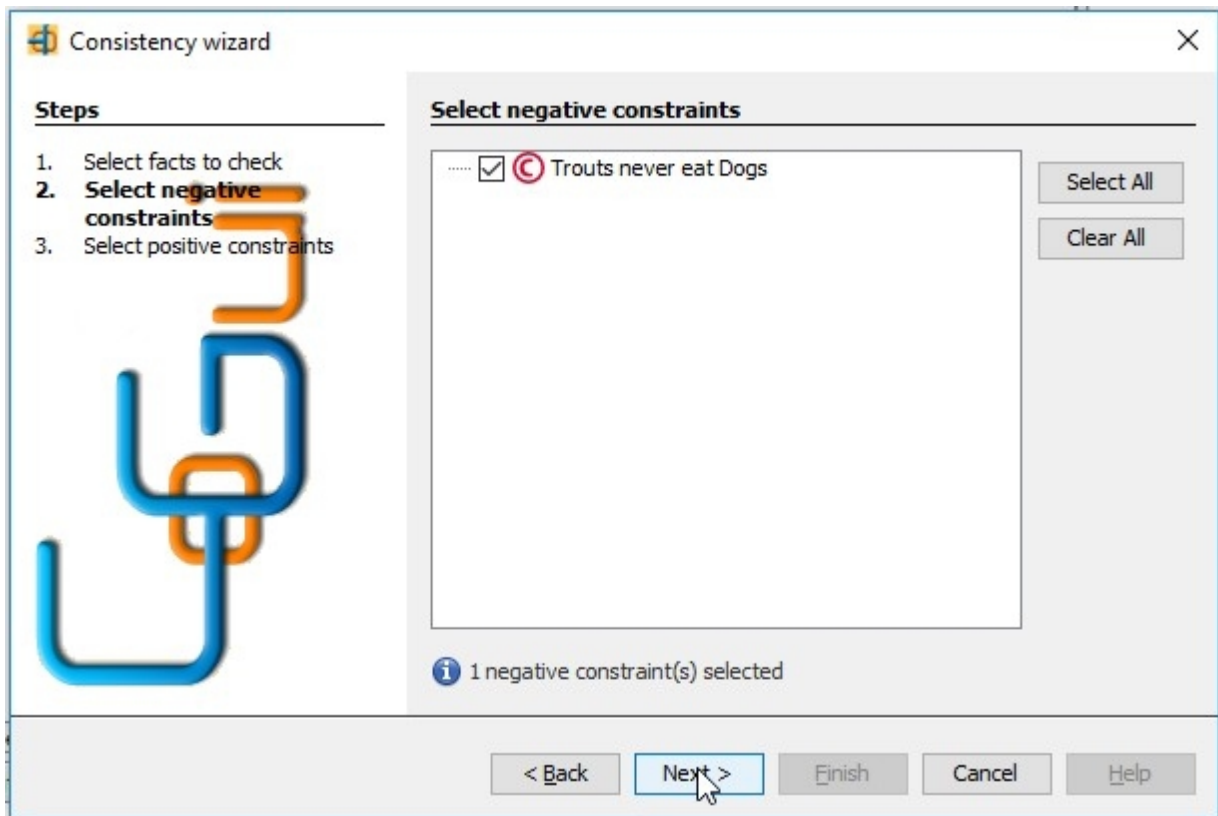 Consistency wizard
Steps
1. Select facts to check
2. Select negative
constraints
3. Select positive constraints
Select negative constraints
Trouts never eat Dogs
Select All
Clear All
1 negative constraint(s) selected
< Back
Next >
Finish
Cancel
Help